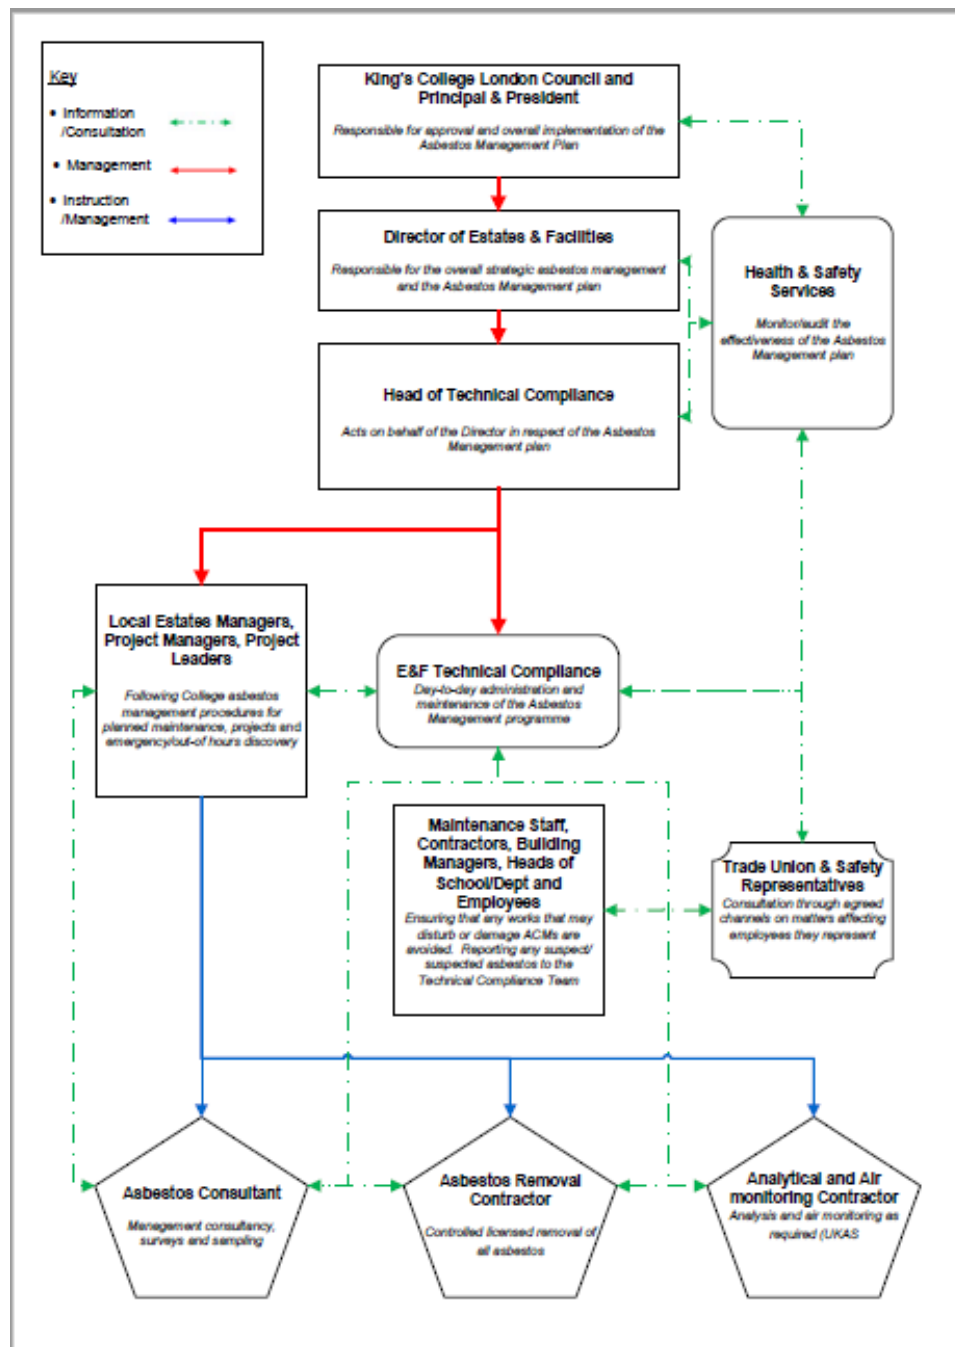 Key
• Information
/Consultation
• Management
• Instruction
/Management
King's College London Council and
Principal & President
Responsible for approval and overall implementation of the
Asbestos Management Plan
Director of Estates & Facilities
Responsible for the overall strategic asbestos management
and the Asbestos Management plan
Health & Safety
Services
Monitor/audit the
effectiveness of the Asbestos
Management plan
Head of Technical Compliance
Acts on behalf of the Director in respect of the Asbestos
Management plan
Local Estates Managers,
Project Managers, Project
Leaders
Following College asbestos
management procedures for
planned maintenance, projects and
emergency/out-of hours discovery
E&F Technical Compliance
Day-to-day administration and
maintenance of the Asbestos
Management programme
Maintenance Staff,
Contractors, Building
Managers, Heads of
School/Dept and
Employees
Ensuring that any works that may
disturb or damage ACMs are
avoided. Reporting any suspect/
suspected asbestos to the
Technical Compliance Team
Trade Union & Safety
Representatives
Consultation through agreed
channels on matters affecting
employees they represent
Asbestos Consultant
Management consultancy,
surveys and sampling
Asbestos Removal
Contractor
Controlled licensed removal of
all asbestos
Analytical and Air
monitoring Contractor
Analysis and air monitoring as
required (UKAS